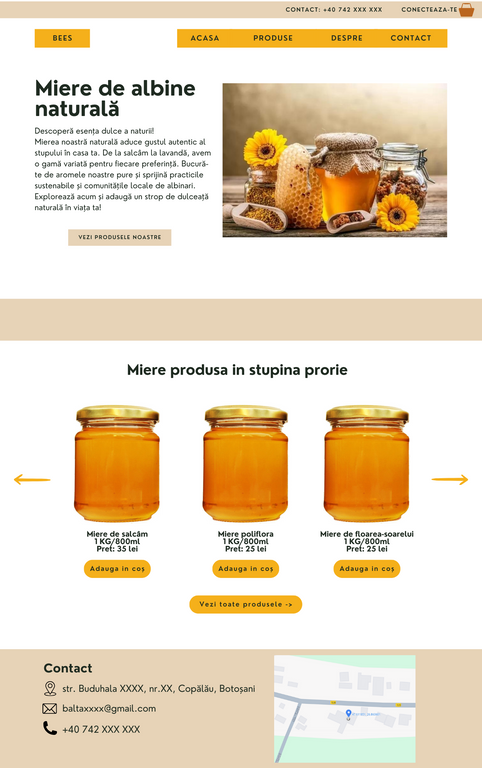 CONTACT: +40 742 XXX XXX CONECTEAZA-TE
BEES
ACASA PRODUSE DESPRE CONTACT
Miere de albine
naturală
Descoperă esența dulce a naturii!
Mierea noastră naturală aduce gustul autentic al
stupului în casa ta. De la salcâm la lavandă, avem
o gamă variată pentru fiecare preferință. Bucură-
te de aromele noastre pure și sprijină practicile
sustenabile și comunitățile locale de albinari.
Explorează acum și adaugă un strop de dulceață
naturală în viața ta!
VEZI PRODUSELE NOASTRE
Miere produsa in stupina prorie
Miere de salcâm
1 KG/800ml
Pret: 35 lei
Adauga in coș
Miere poliflora
1 KG/800ml
Pret: 25 lei
Adauga in coș
Miere de floarea-soarelui
1 KG/800ml
Pret: 25 lei
Adauga in coș
Vezi toate produsele ->
Contact
str. Buduhala XXXX, nr.XX, Copălău, Botoșani
baltaxxxx@gmail.com
+40 742 XXX XXX